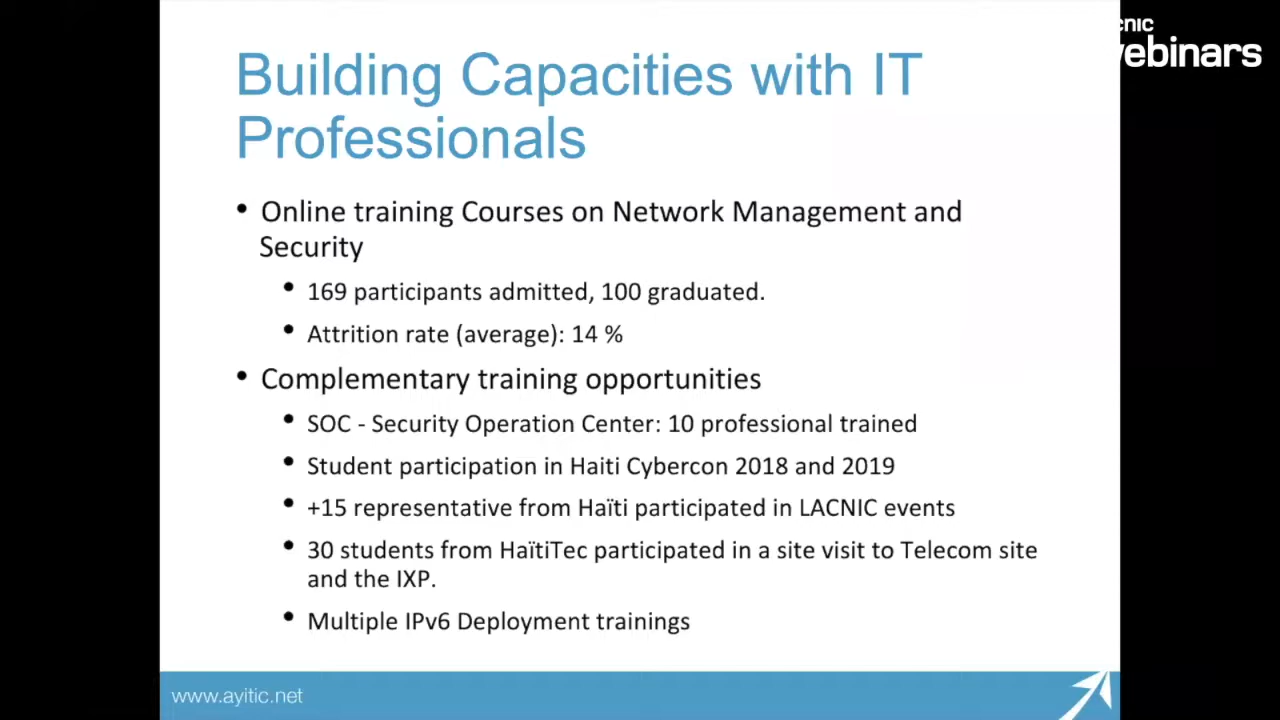 Building Capacities with IT
Professionals
• Online training Courses on Network Management and
Security
• 169 participants admitted, 100 graduated.
• Attrition rate (average): 14 %
• Complementary training opportunities
• SOC - Security Operation Center: 10 professional trained
• Student participation in Haiti Cybercon 2018 and 2019
• +15 representative from Haïti participated in LACNIC events
• 30 students from HaïtiTec participated in a site visit to Telecom site
and the IXP.
• Multiple IPv6 Deployment trainings
www.ayitic.net
cnic
webinars